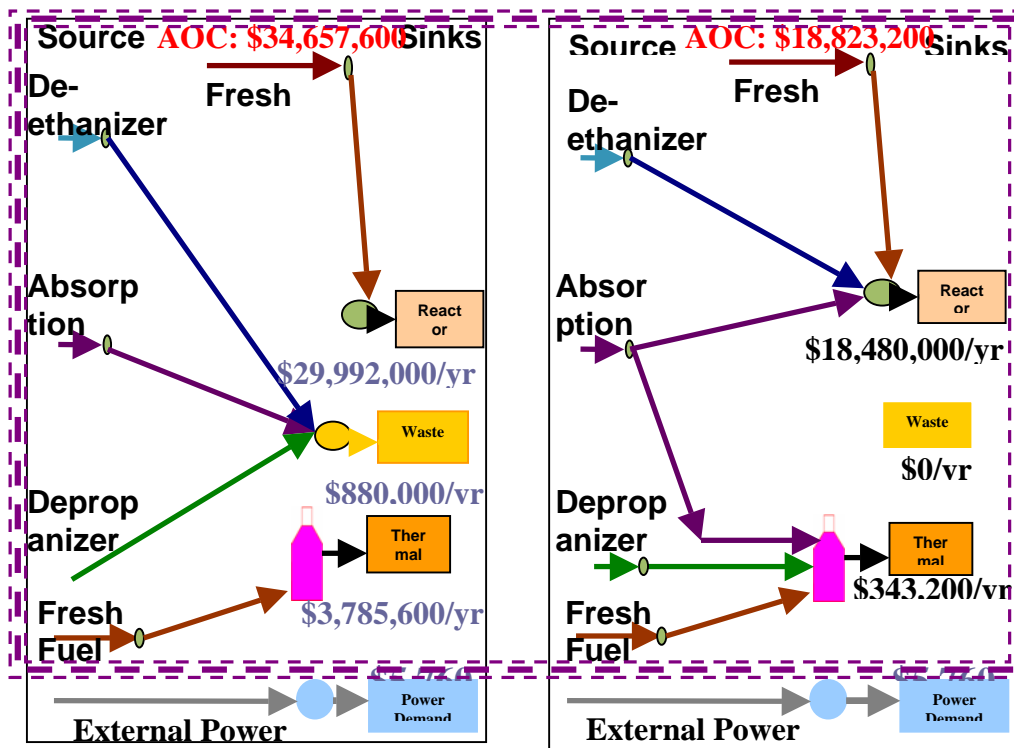 Source AOC: $34,657,600 Sinks
De-
ethanizer
Fresh
Absorp
tion
React
or
$29,992,000/yr
Waste
$880,000/yr
Deprop
anizer
Ther
mal
$3,785,600/yr
Fresh
Fuel
Power
Demand
External Power
Source AOC: $18,823,200 Sinks
Fresh
De-
ethanizer
Absor
ption
React
or
$18,480,000/yr
Waste
$0/yr
Deprop
anizer
Ther
mal
$343,200/yr
Fresh
Fuel
Power
Demand
External Power